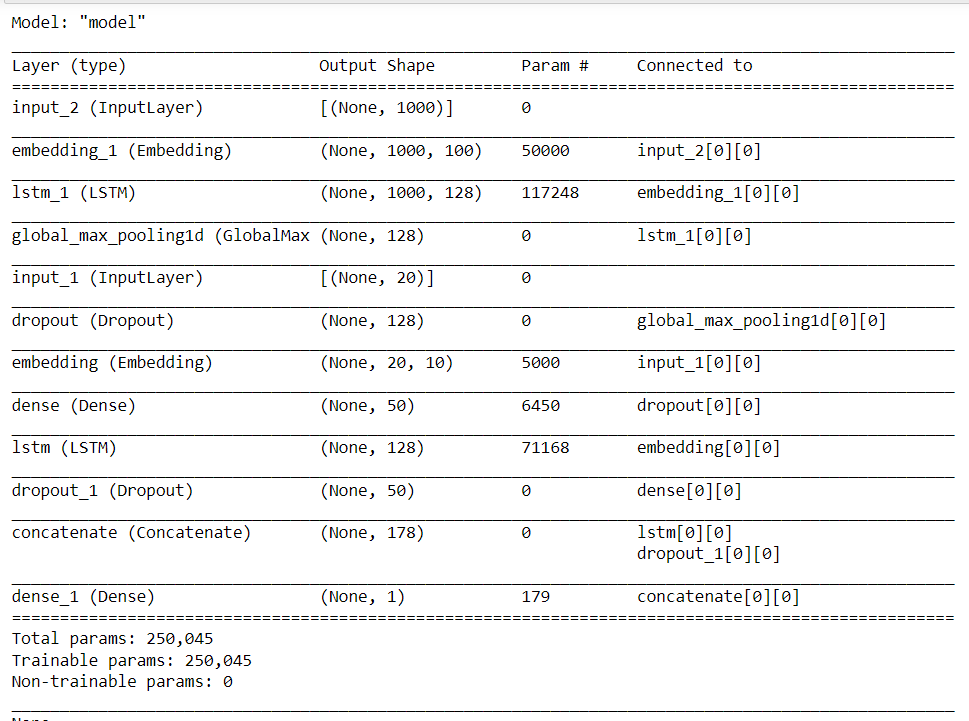 Model: "model"
Layer (type) Output Shape Param # Connected to
input_2 (InputLayer) [(None, 1000)] 0
embedding_1 (Embedding) (None, 1000, 100) 50000 input_2[0][0]
lstm_1 (LSTM) (None, 1000, 128) 117248 embedding_1[0][0]
global_max_pooling1d (GlobalMax (None, 128) 0 lstm_1[0][0]
input_1 (InputLayer) [(None, 20)] 0
dropout (Dropout) (None, 128) 0 global_max_pooling1d[0][0]
embedding (Embedding) (None, 20, 10) 5000 input_1[0][0]
dense (Dense) (None, 50) 6450 dropout[0][0]
lstm (LSTM) (None, 128) 71168 embedding[0][0]
dropout_1 (Dropout) (None, 50) 0 dense[0][0]
concatenate (Concatenate) (None, 178) 0 lstm[0][0]
dropout_1[0][0]
dense_1 (Dense) (None, 1) 179 concatenate[0][0]
Total params: 250,045
Trainable params: 250,045
Non-trainable params: 0